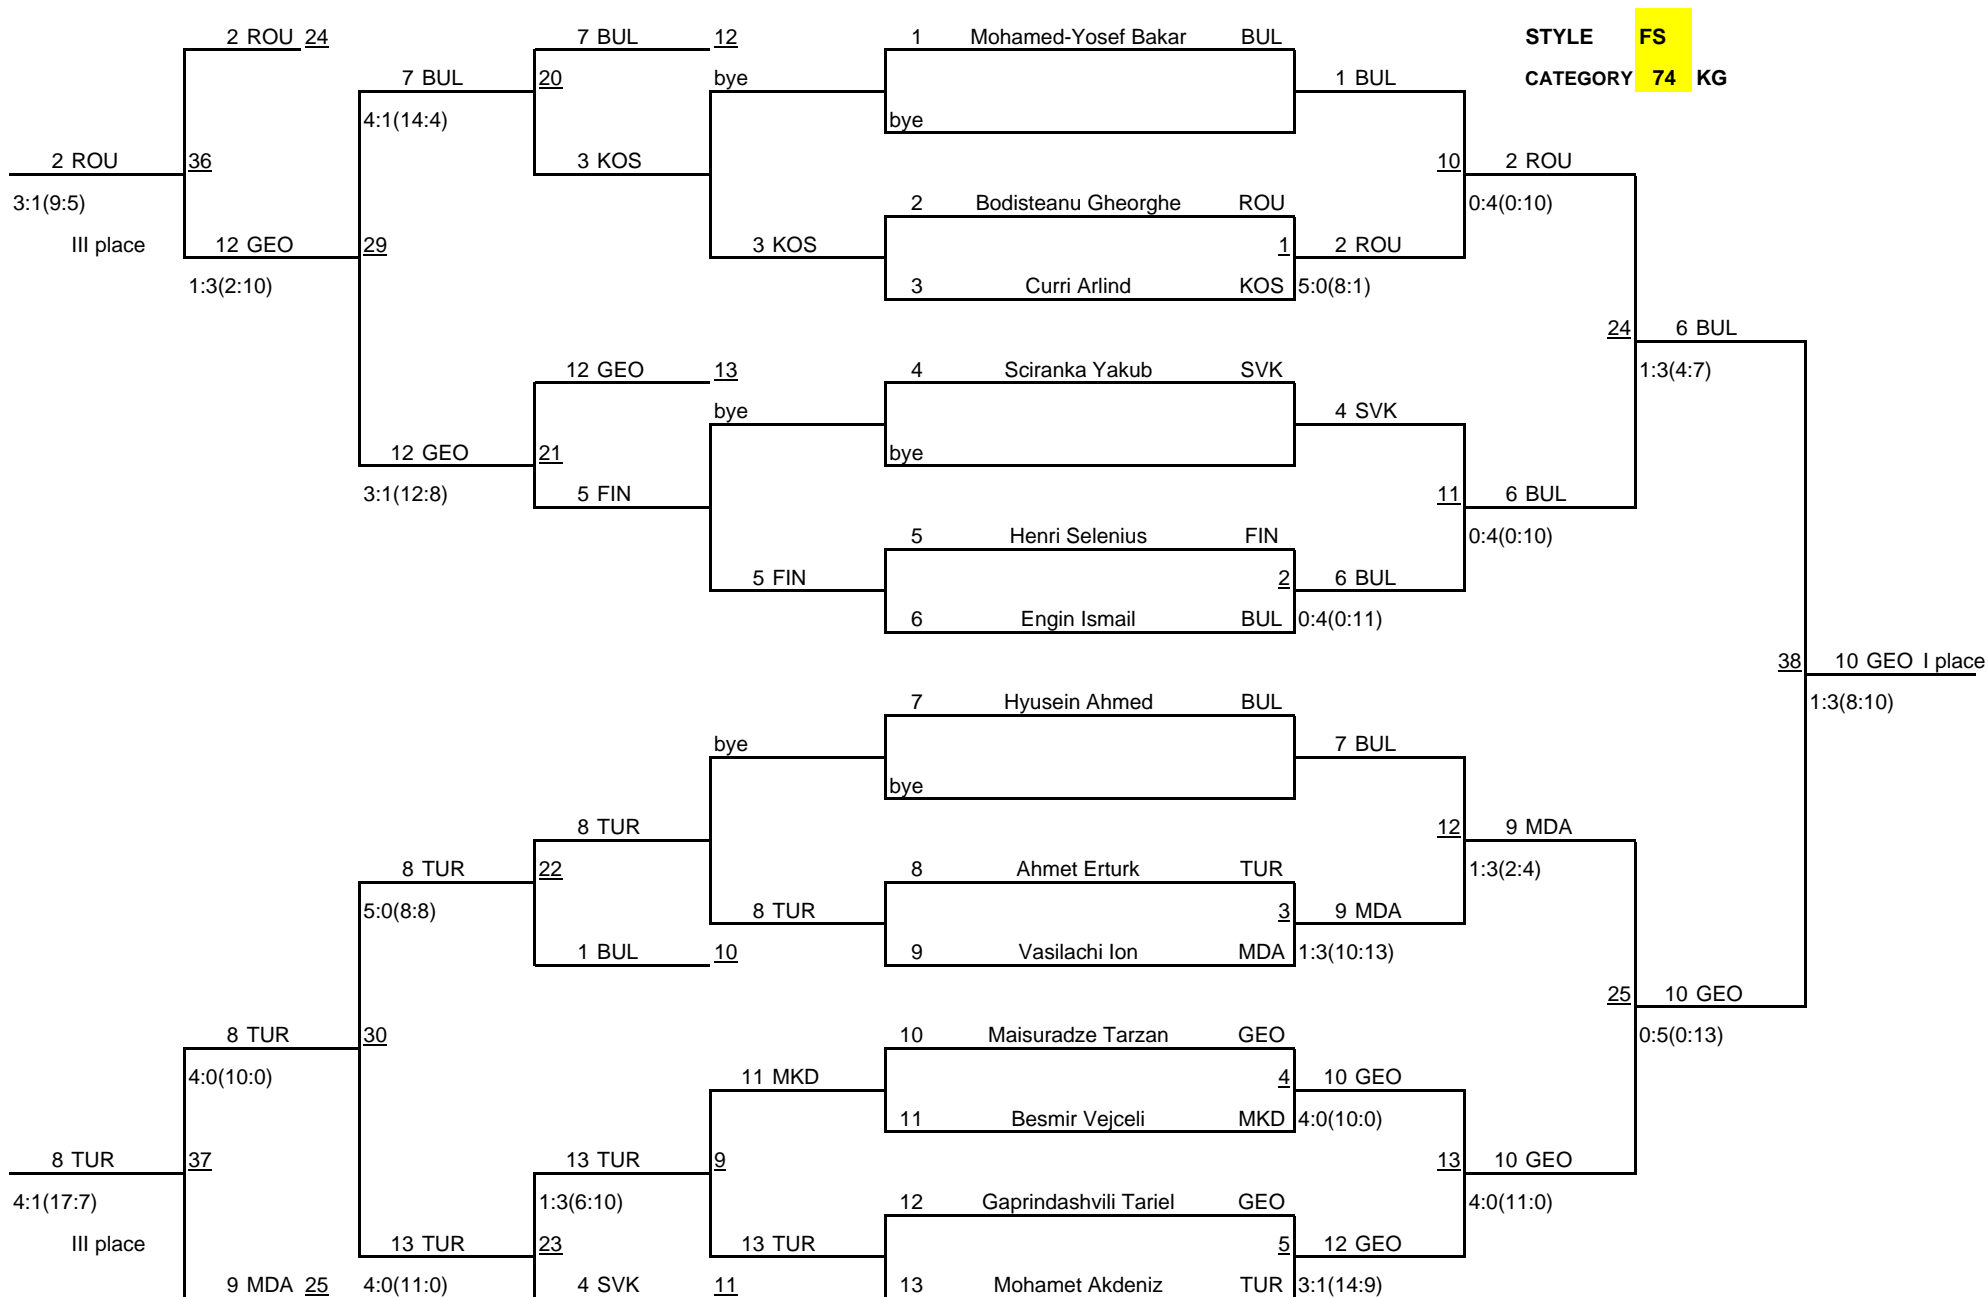 2 ROU 24 7 BUL 12 1 Mohamed-Yosef Bakar BUL STYLE FS
7 BUL 20 bye 1 BUL CATEGORY 74 KG
4:1(14:4) bye
2 ROU 36 3 KOS 10 2 ROU
3:1(9:5) 2 Bodisteanu Gheorghe ROU 0:4(0:10)
III place 12 GEO 29 3 KOS 1 2 ROU
1:3(2:10) 3 Curri Arlind KOS 5:0(8:1)
24 6 BUL
12 GEO 13 4 Sciranka Yakub SVK 1:3(4:7)
bye 4 SVK
12 GEO 21 bye
3:1(12:8) 5 FIN 11 6 BUL
5 Henri Selenius FIN 0:4(0:10)
5 FIN 2 6 BUL
6 Engin Ismail BUL 0:4(0:11)
38 10 GEO I place
7 Hyusein Ahmed BUL 1:3(8:10)
bye 7 BUL
bye
8 TUR 12 9 MDA
8 TUR 22 8 Ahmet Erturk TUR 1:3(2:4)
5:0(8:8) 8 TUR 3 9 MDA
1 BUL 10 9 Vasilachi Ion MDA 1:3(10:13)
25 10 GEO
8 TUR 30 10 Maisuradze Tarzan GEO 0:5(0:13)
4:0(10:0) 11 MKD 4 10 GEO
11 Besmir Vejceli MKD 4:0(10:0)
8 TUR 37 13 TUR 9 13 10 GEO
4:1(17:7) 1:3(6:10) 12 Gaprindashvili Tariel GEO 4:0(11:0)
III place 13 TUR 23 13 TUR 5 12 GEO
9 MDA 25 4:0(11:0) 4 SVK 11 13 Mohamet Akdeniz TUR 3:1(14:9)